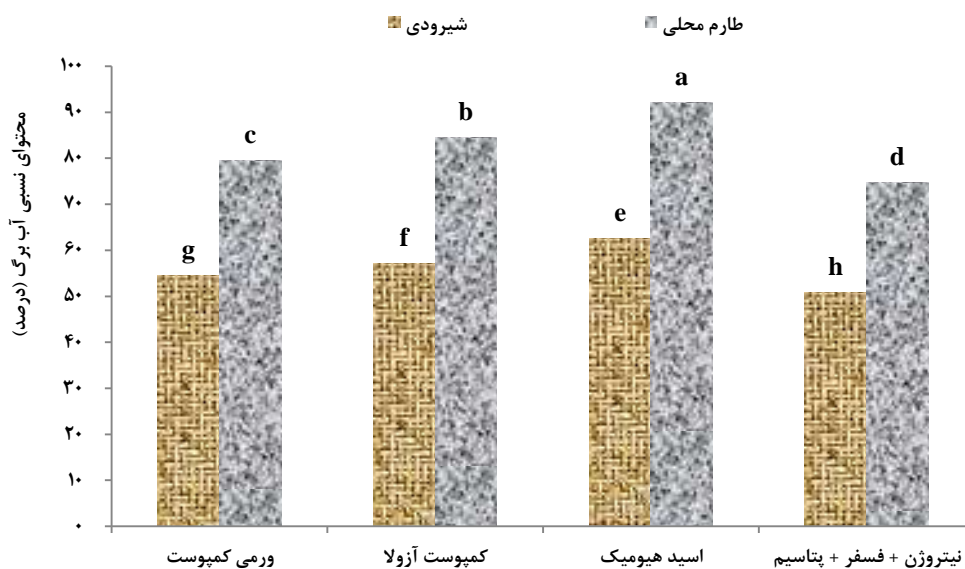 شیرودی
طارم محلی
محتوای نسبی آب برگ (درصد)
۱۰۰
۹۰
۸۰
۷۰
۶۰
۵۰
۴۰
۳۰
۲۰
۱۰
۰
g
c
f
b
e
a
h
d
ورمی کمپوست
کمپوست آزولا
اسید هیومیک
نیتروژن + فسفر + پتاسیم